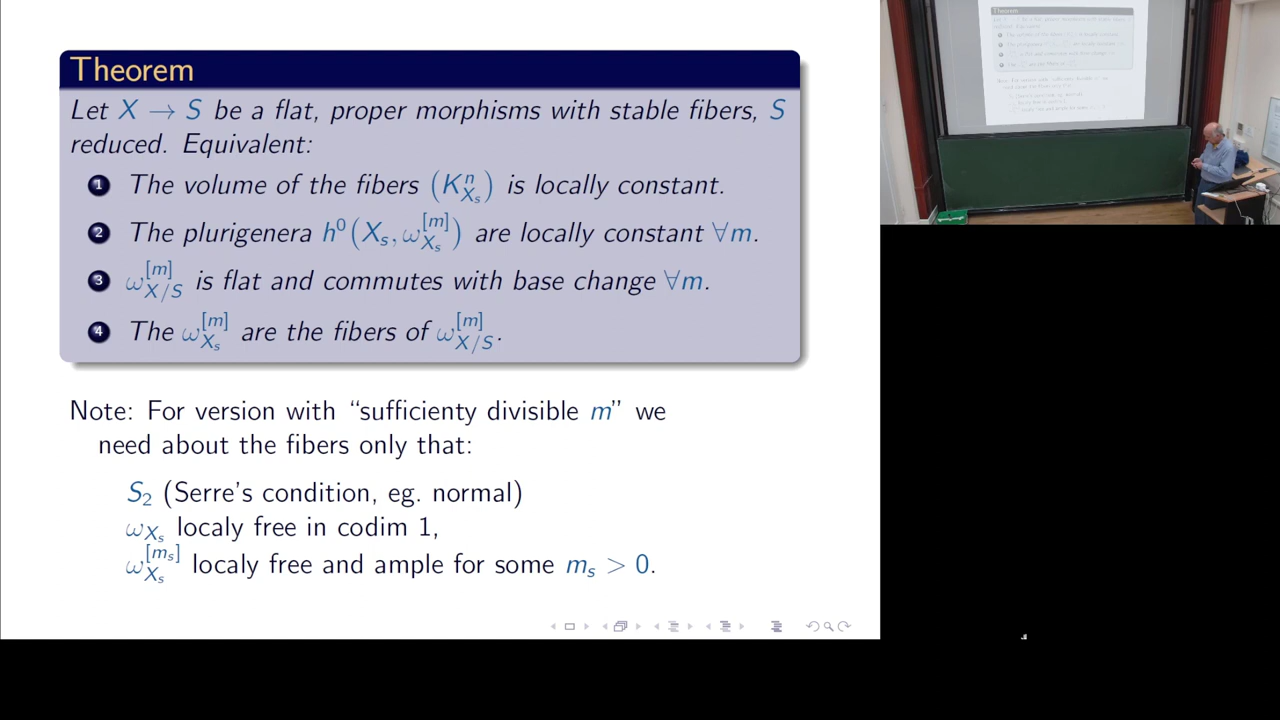 Theorem
Let X → S be a flat, proper morphisms with stable fibers, S
reduced. Equivalent:
1 The volume of the fibers (K^n_{X_s}) is locally constant.
2 The plurigenera h^0(X_s, ω^{[m]}_{X_s}) are locally constant ∀m.
3 ω^{[m]}_{X/S} is flat and commutes with base change ∀m.
4 The ω^{[m]}_{X_s} are the fibers of ω^{[m]}_{X/S}.
Note: For version with “sufficienty divisible m” we
need about the fibers only that:
S_2 (Serre's condition, eg. normal)
ω_{X_s} localy free in codim 1,
ω^{[m_s]}_{X_s} localy free and ample for some m_s > 0.
Theorem